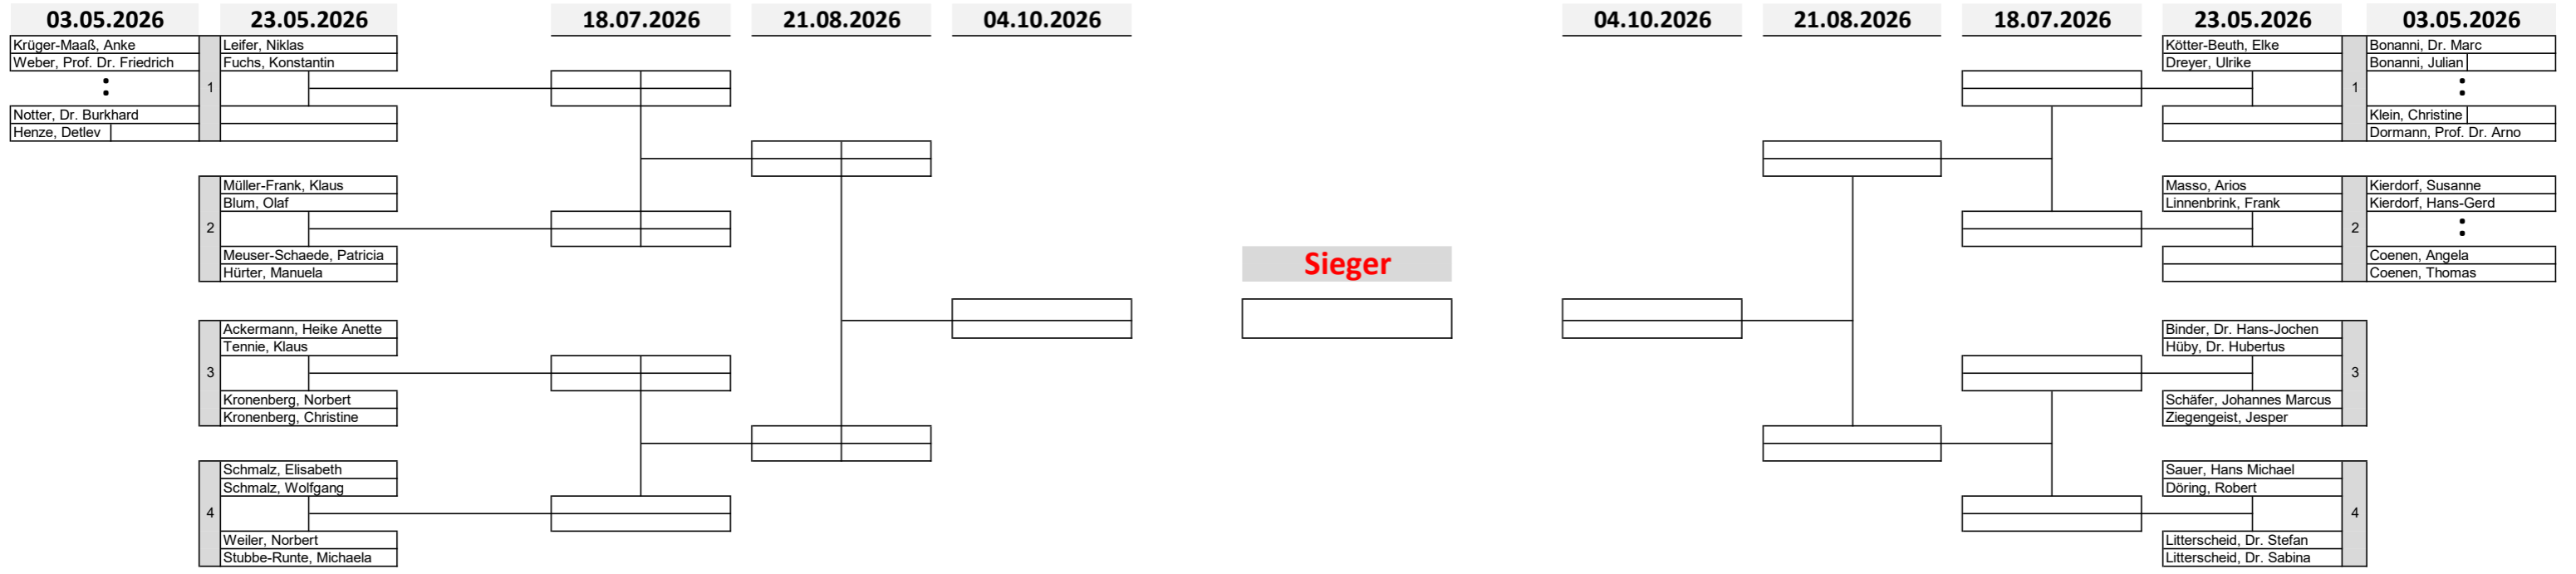 03.05.2026 23.05.2026 18.07.2026 21.08.2026 04.10.2026 04.10.2026 21.08.2026 18.07.2026 23.05.2026 03.05.2026
Krüger-Maaß, Anke Leifer, Niklas Kötter-Beuth, Elke Bonanni, Dr. Marc
Weber, Prof. Dr. Friedrich Fuchs, Konstantin Dreyer, Ulrike Bonanni, Julian
: 1 1 :
Notter, Dr. Burkhard Klein, Christine
Henze, Detlev Dormann, Prof. Dr. Arno
Müller-Frank, Klaus Masso, Arios Kierdorf, Susanne
Blum, Olaf Linnenbrink, Frank Kierdorf, Hans-Gerd
2 2 :
Meuser-Schaede, Patricia Coenen, Angela
Sieger
Hürter, Manuela Coenen, Thomas
Ackermann, Heike Anette Binder, Dr. Hans-Jochen
Tennie, Klaus Hüby, Dr. Hubertus
3 3
Kronenberg, Norbert Schäfer, Johannes Marcus
Kronenberg, Christine Ziegengeist, Jesper
Schmalz, Elisabeth Sauer, Hans Michael
Schmalz, Wolfgang Döring, Robert
4 4
Weiler, Norbert Litterscheid, Dr. Stefan
Stubbe-Runte, Michaela Litterscheid, Dr. Sabina